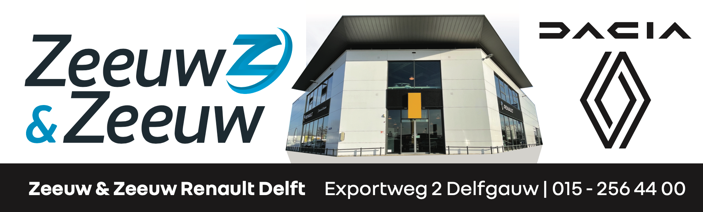 Zeeuw
& Zeeuw
DACIA
Zeeuw & Zeeuw Renault Delft Exportweg 2 Delfgauw | 015 - 256 44 00